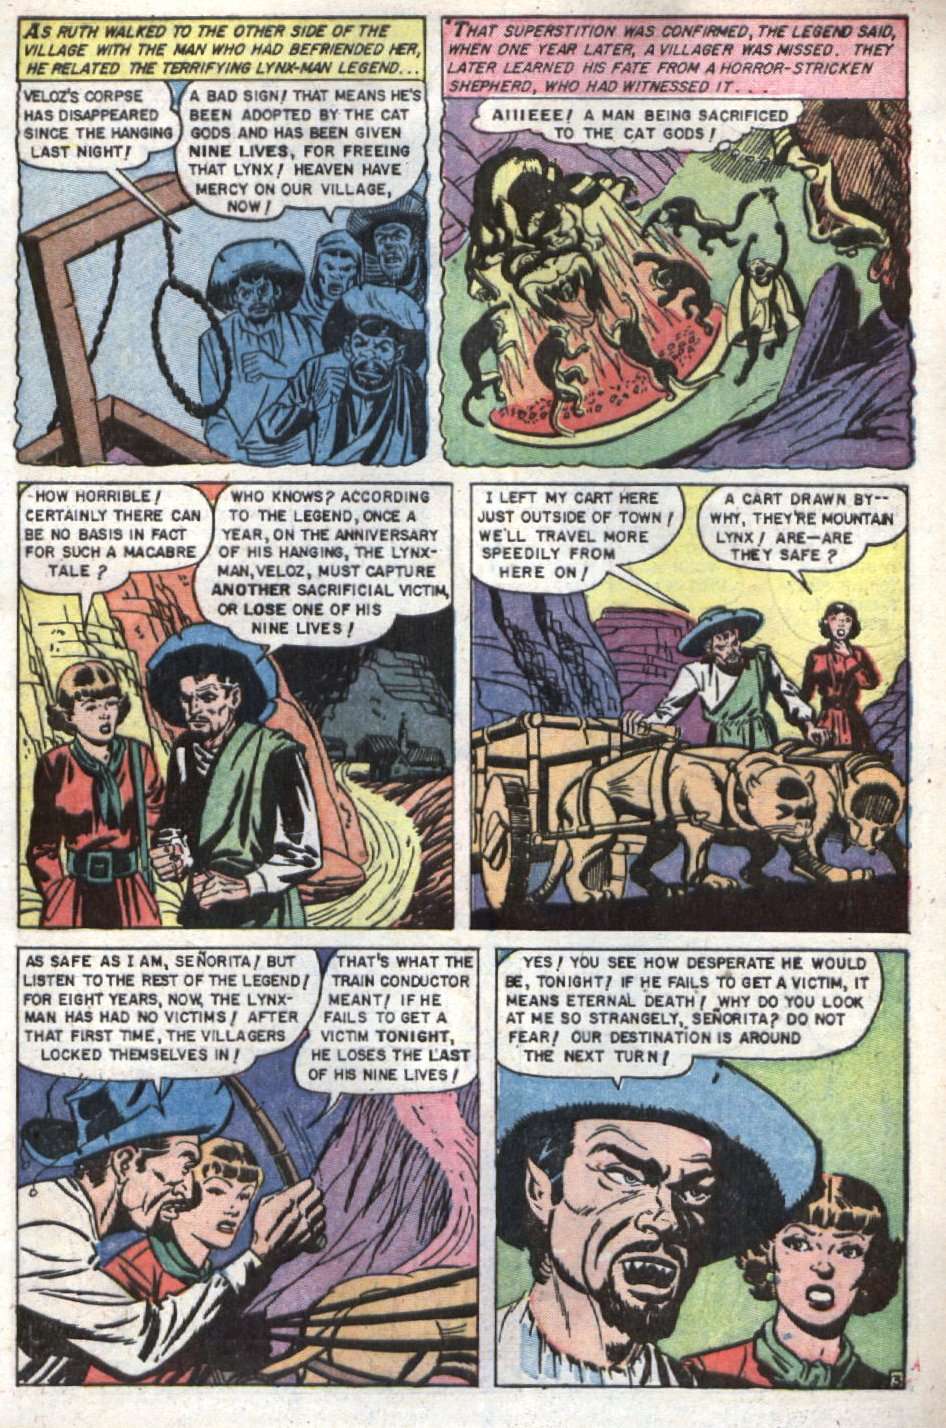 AS RUTH WALKED TO THE OTHER SIDE OF THE
VILLAGE WITH THE MAN WHO HAD BEFRIENDED HER,
HE RELATED THE TERRIFYING LYNX-MAN LEGEND...
VELOZ'S CORPSE
HAS DISAPPEARED
SINCE THE HANGING
LAST NIGHT!
A BAD SIGN! THAT MEANS HE'S
BEEN ADOPTED BY THE CAT
GODS AND HAS BEEN GIVEN
NINE LIVES, FOR FREEING
THAT LYNX! HEAVEN HAVE
MERCY ON OUR VILLAGE,
NOW!
'THAT SUPERSTITION WAS CONFIRMED, THE LEGEND SAID,
WHEN ONE YEAR LATER, A VILLAGER WAS MISSED. THEY
LATER LEARNED HIS FATE FROM A HORROR-STRICKEN
SHEPHERD, WHO HAD WITNESSED IT...
AIIIEEE! A MAN BEING SACRIFICED
TO THE CAT GODS!
HOW HORRIBLE!
CERTAINLY THERE CAN
BE NO BASIS IN FACT
FOR SUCH A MACABRE
TALE?
WHO KNOWS? ACCORDING
TO THE LEGEND, ONCE A
YEAR, ON THE ANNIVERSARY
OF HIS HANGING, THE LYNX-
MAN, VELOZ, MUST CAPTURE
ANOTHER SACRIFICIAL VICTIM,
OR LOSE ONE OF HIS
NINE LIVES!
I LEFT MY CART HERE
JUST OUTSIDE OF TOWN!
WE'LL TRAVEL MORE
SPEEDILY FROM
HERE ON!
A CART DRAWN BY--
WHY, THEY'RE MOUNTAIN
LYNX! ARE--ARE
THEY SAFE?
AS SAFE AS I AM, SEÑORITA! BUT
LISTEN TO THE REST OF THE LEGEND!
FOR EIGHT YEARS, NOW, THE LYNX-
MAN HAS HAD NO VICTIMS! AFTER
THAT FIRST TIME, THE VILLAGERS
LOCKED THEMSELVES IN!
THAT'S WHAT THE
TRAIN CONDUCTOR
MEANT! IF HE
FAILS TO GET A
VICTIM TONIGHT,
HE LOSES THE LAST
OF HIS NINE LIVES!
YES! YOU SEE HOW DESPERATE HE WOULD
BE, TONIGHT! IF HE FAILS TO GET A VICTIM, IT
MEANS ETERNAL DEATH! WHY DO YOU LOOK
AT ME SO STRANGELY, SEÑORITA? DO NOT
FEAR! OUR DESTINATION IS AROUND
THE NEXT TURN!
3